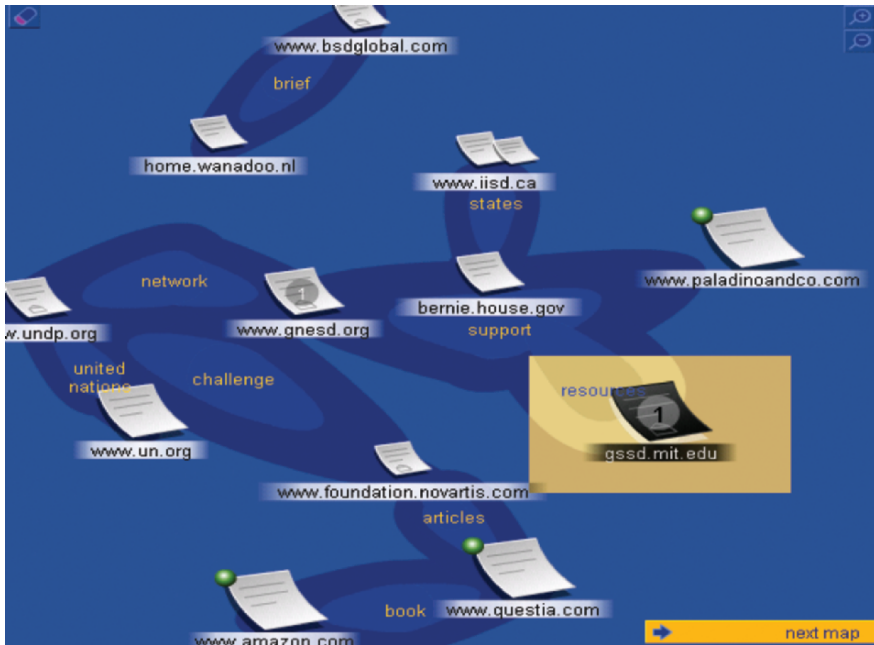 www.bsdglobal.com
brief
home.wanadoo.nl
www.iisd.ca
states
www.paladinoandco.com
network
1
bernie.house.gov
w.undp.org
www.gnesd.org
support
united
nations
challenge
resources
1
www.un.org
gssd.mit.edu
www.foundation.novartis.com
articles
book
www.questia.com
www.amazon.com
next map